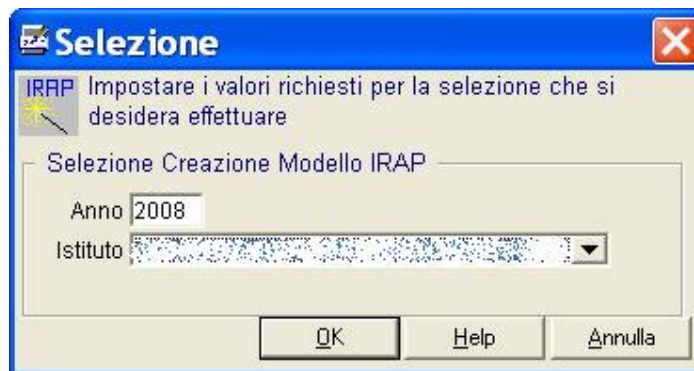 Selezione
IRAP
Impostare i valori richiesti per la selezione che si
desidera effettuare
Selezione Creazione Modello IRAP
Anno 2008
Istituto
OK Help Annulla